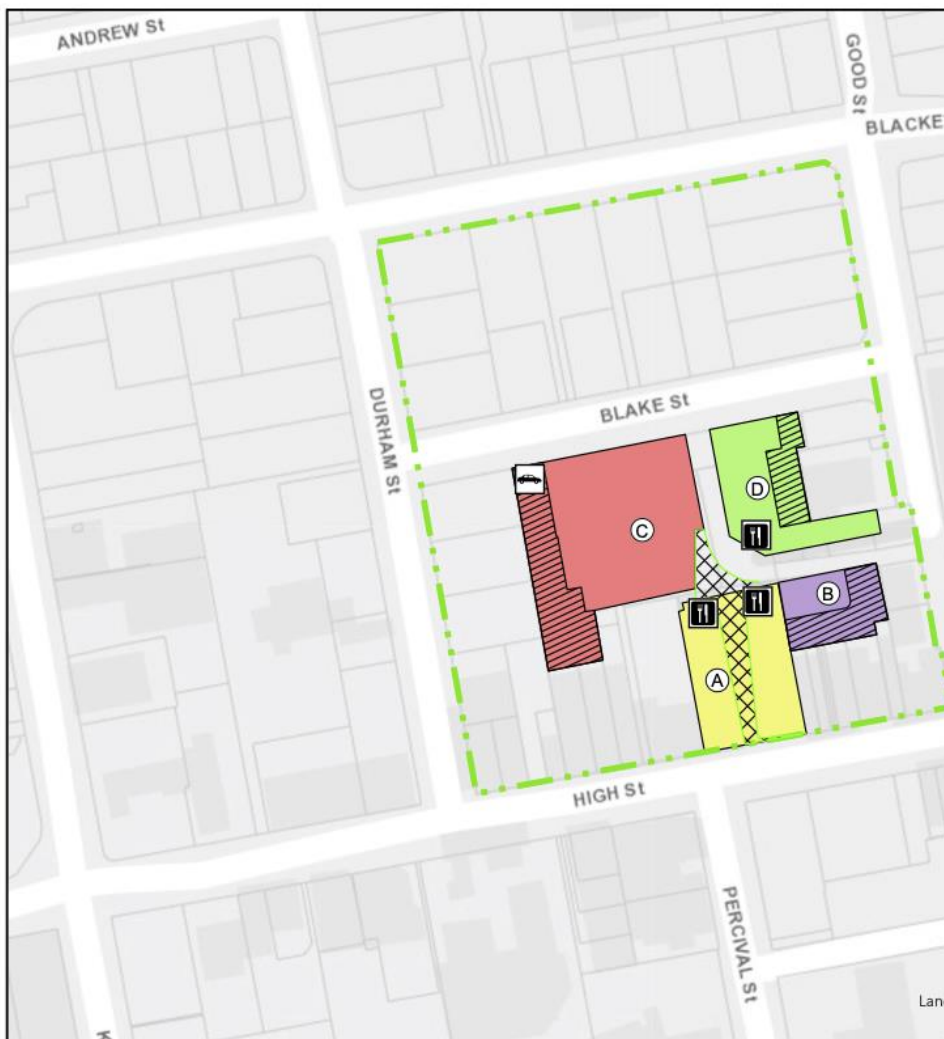 ANDREW St
GOOD St
BLACKE
DURHAM St
BLAKE St
D
C
B
A
HIGH St
PERCIVAL St
Lan
K